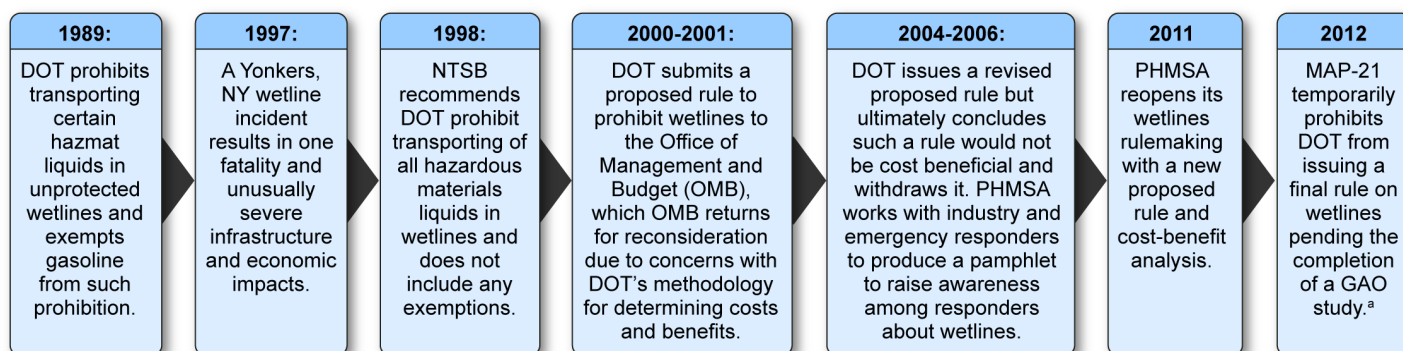 1989:
DOT prohibits
transporting
certain
hazmat
liquids in
unprotected
wetlines and
exempts
gasoline
from such
prohibition.
1997:
A Yonkers,
NY wetline
incident
results in one
fatality and
unusually
severe
infrastructure
and economic
impacts.
1998:
NTSB
recommends
DOT prohibit
transporting of
all hazardous
materials
liquids in
wetlines and
does not
include any
exemptions.
2000-2001:
DOT submits a
proposed rule to
prohibit wetlines to
the Office of
Management and
Budget (OMB),
which OMB returns
for reconsideration
due to concerns with
DOT’s methodology
for determining costs
and benefits.
2004-2006:
DOT issues a revised
proposed rule but
ultimately concludes
such a rule would not
be cost beneficial and
withdraws it. PHMSA
works with industry and
emergency responders
to produce a pamphlet
to raise awareness
among responders
about wetlines.
2011
PHMSA
reopens its
wetlines
rulemaking
with a new
proposed
rule and
cost-benefit
analysis.
2012
MAP-21
temporarily
prohibits
DOT from
issuing a
final rule on
wetlines
pending the
completion
of a GAO
study.ª